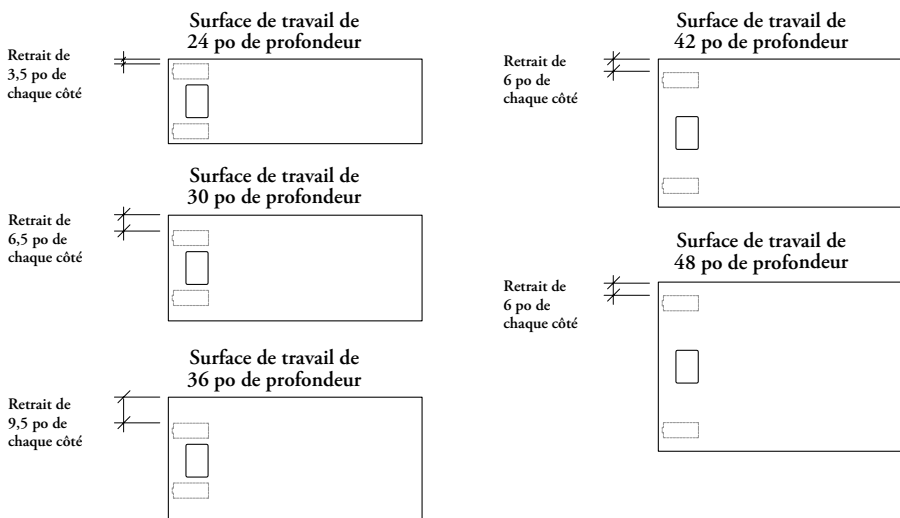 Surface de travail de
24 po de profondeur
Retrait de
3,5 po de
chaque côté
Surface de travail de
30 po de profondeur
Retrait de
6,5 po de
chaque côté
Surface de travail de
36 po de profondeur
Retrait de
9,5 po de
chaque côté
Surface de travail de
42 po de profondeur
Retrait de
6 po de
chaque côté
Surface de travail de
48 po de profondeur
Retrait de
6 po de
chaque côté